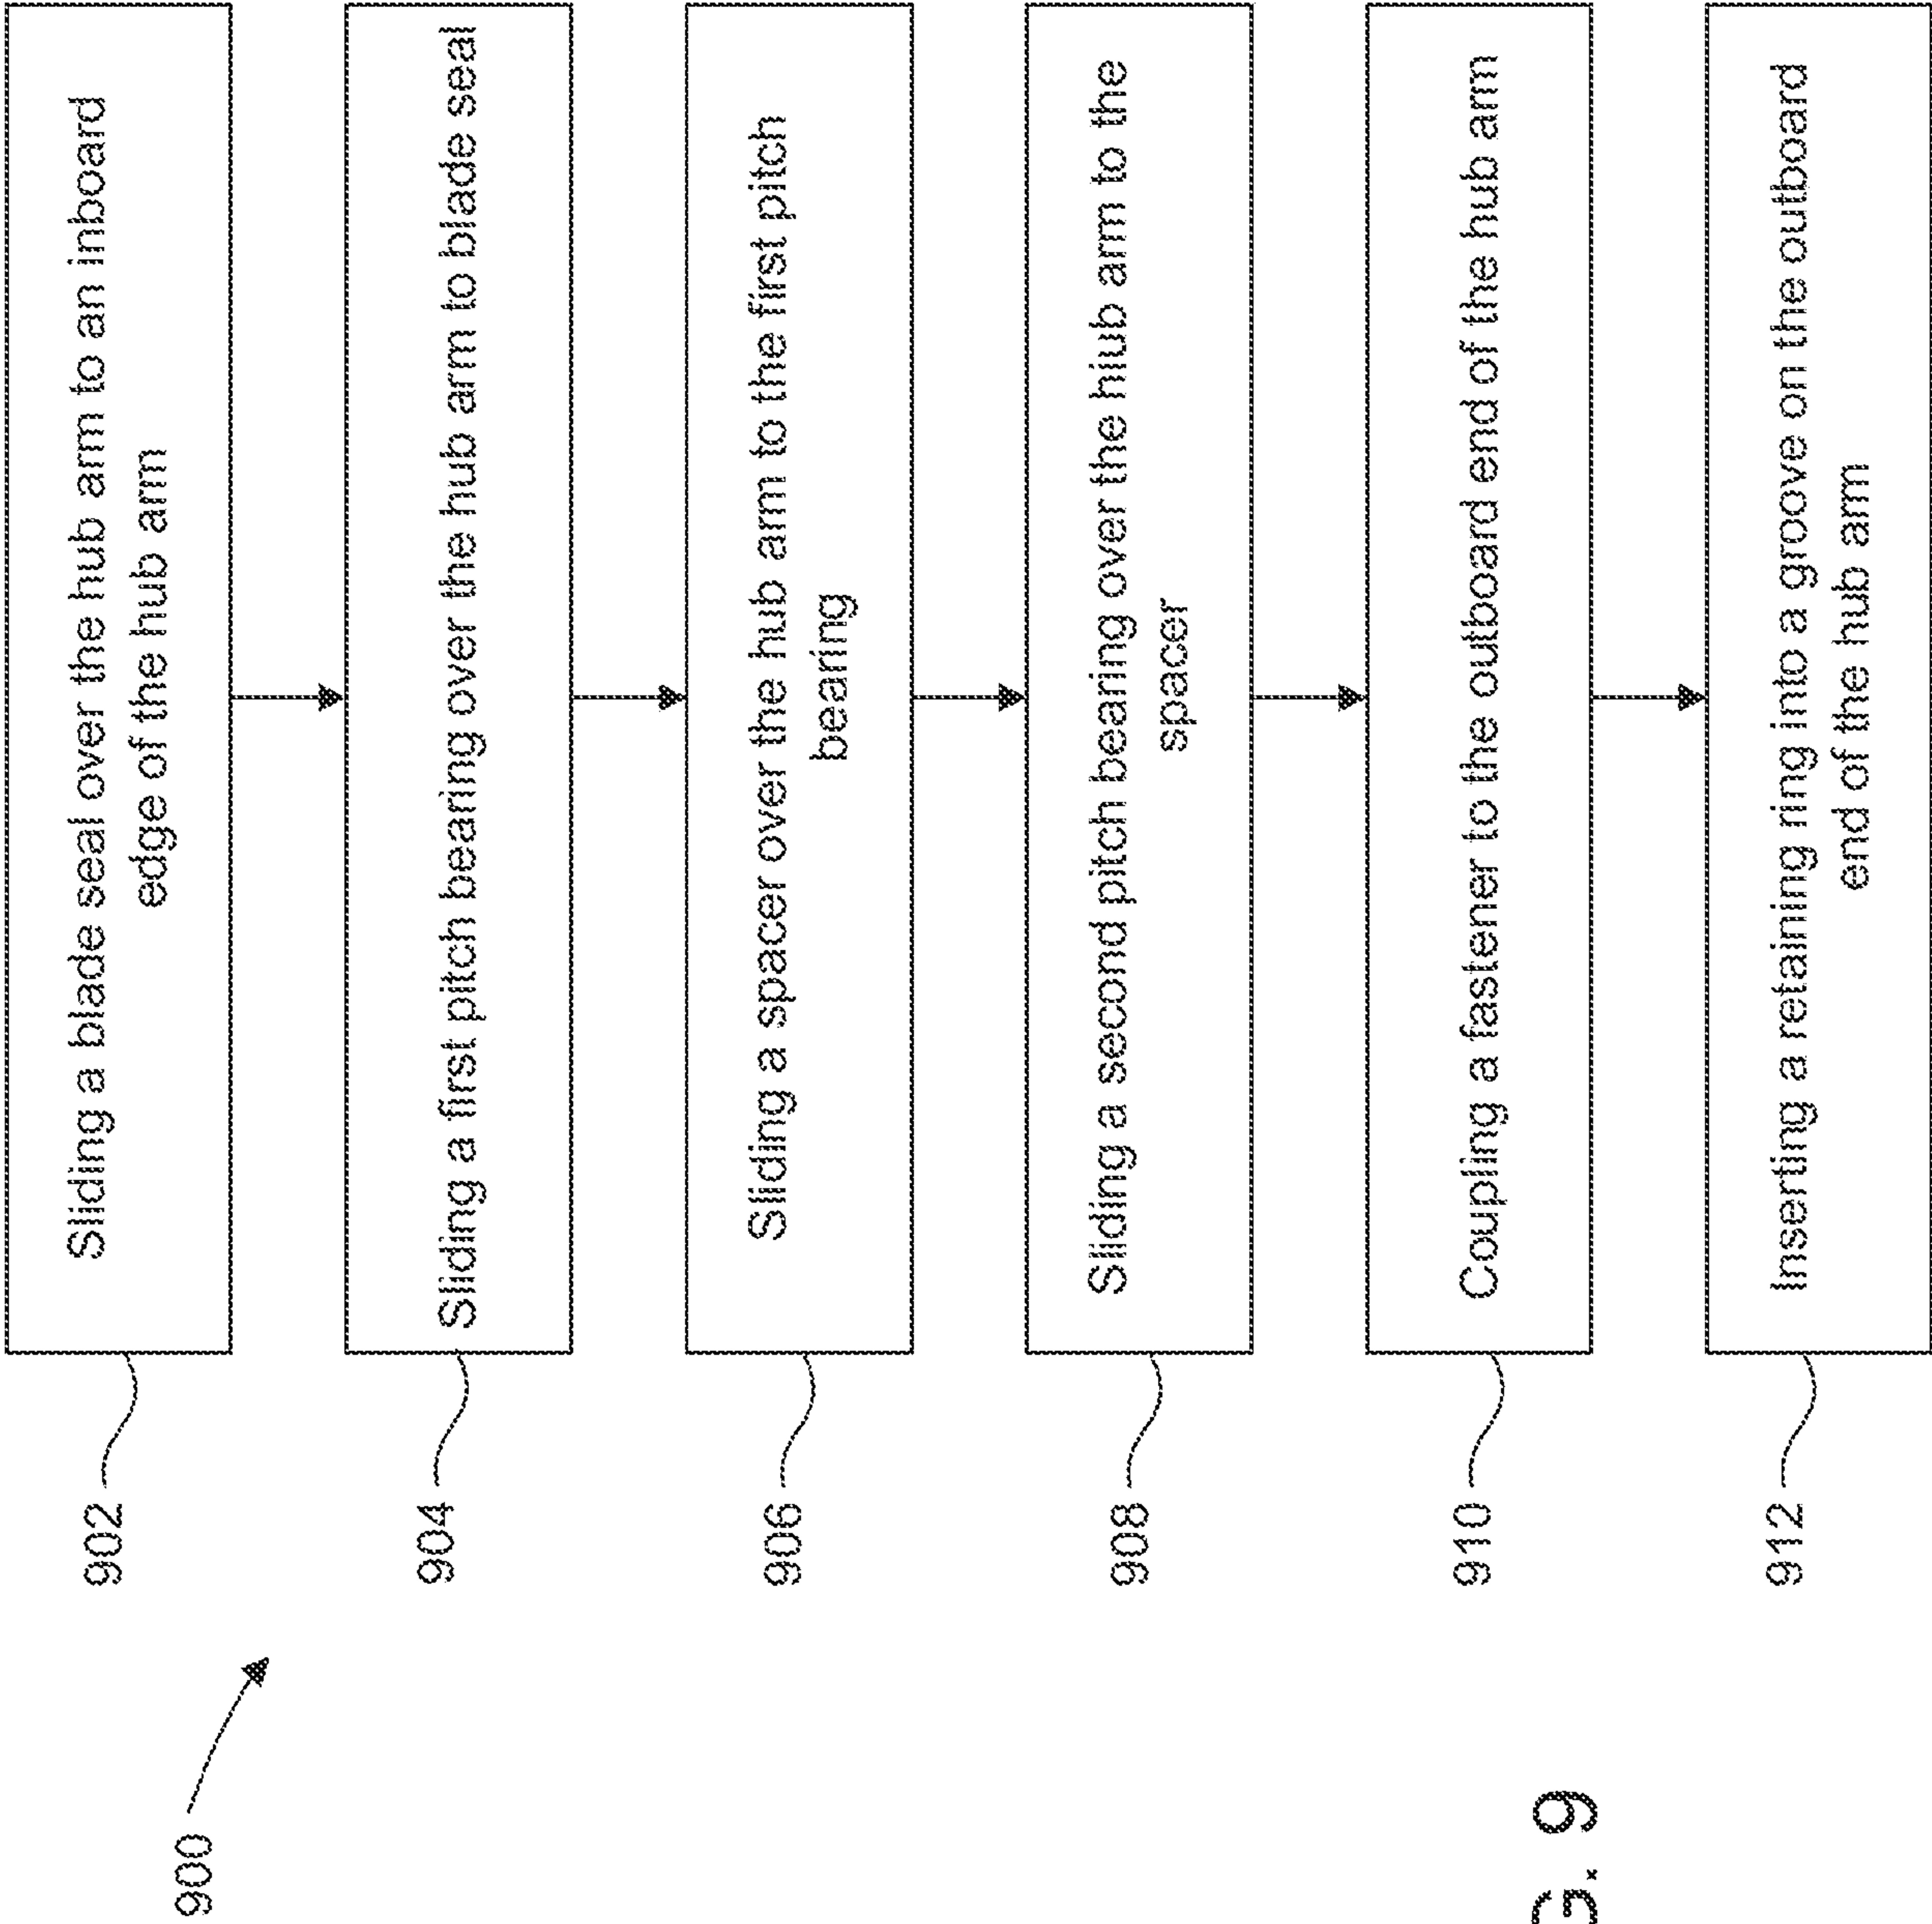 900
902
Sliding a blade seal over the hub arm to an inboard
edge of the hub arm
904
Sliding a first pitch bearing over the hub arm to blade seal
906
Sliding a spacer over the hub arm to the first pitch
bearing
908
Sliding a second pitch bearing over the hiub arm to the
spacer
910
Coupling a fastener to the outboard end of the hub arm
912
Inserting a retaining ring into a groove on the outboard
end of the hub arm
G. 9